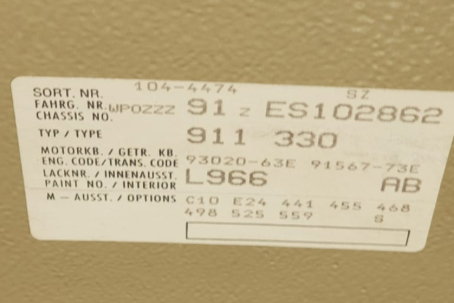 104-4474 SZ
SORT. NR.
FAHRG. NR. WP0ZZZ 91 Z ES102862
CHASSIS NO.
TYP / TYPE 911 330
MOTORKB. / GETR. KB. 93020-63E 91567-73E
ENG. CODE/TRANS. CODE
LACKNR. / INNENAUSST. L966 AB
PAINT NO. / INTERIOR
M — AUSST. / OPTIONS C10 E24 441 455 468
498 525 559 S